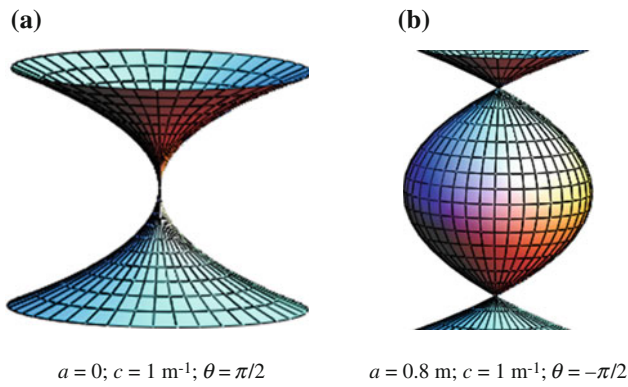 (a) (b)
a = 0; c = 1 m⁻¹; θ = π/2 a = 0.8 m; c = 1 m⁻¹; θ = –π/2